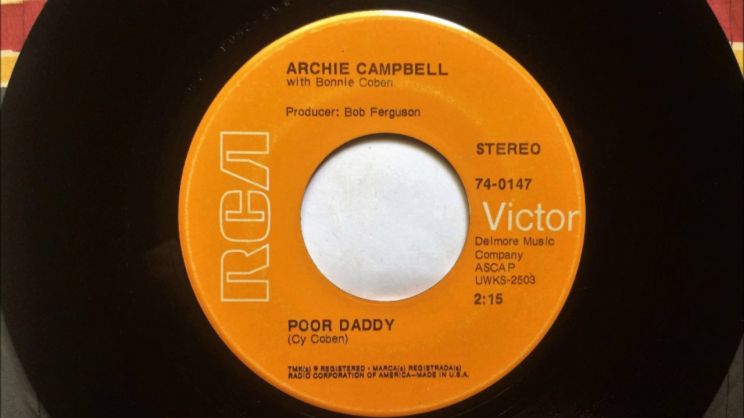 ARCHIE CAMPBELL
with Bonnie Coben
Producer: Bob Ferguson
RCA
STEREO
74-0147
Victor
Delmore Music
Company
ASCAP
UWKS-2503
2:15
POOR DADDY
(Cy Coben)
TMK(s) ® REGISTERED - MARCA(s) REGISTRADA(s)
RADIO CORPORATION OF AMERICA—MADE IN U.S.A.